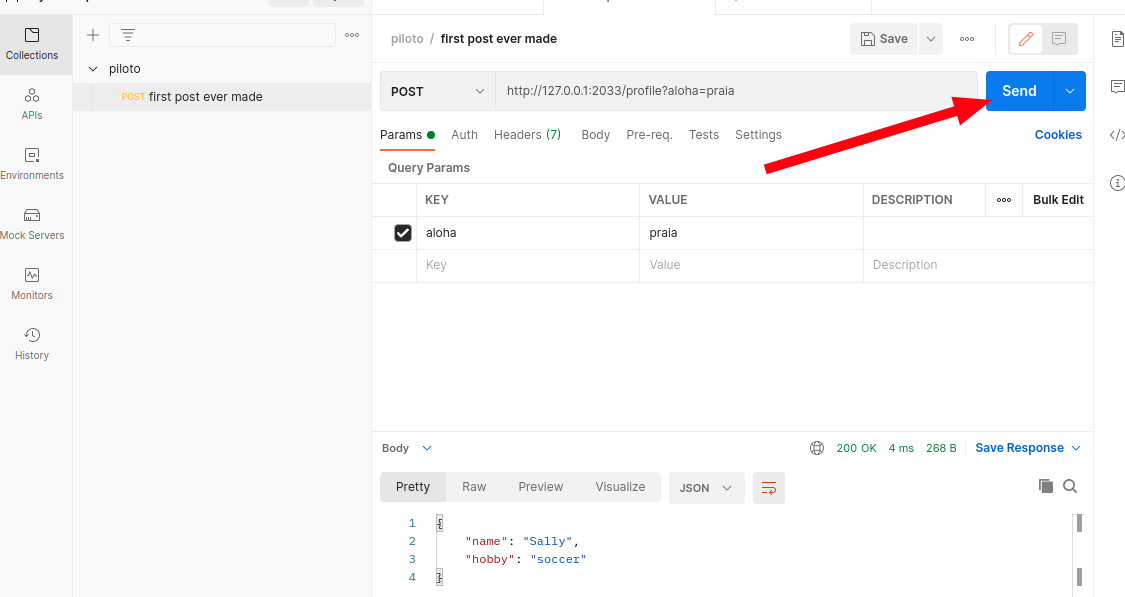 Collections
APIs
Environments
Mock Servers
Monitors
History
piloto
POST first post ever made
piloto / first post ever made
Save
POST
http://127.0.0.1:2033/profile?aloha=praia
Send
Params
Auth
Headers (7)
Body
Pre-req.
Tests
Settings
Cookies
Query Params
KEY
VALUE
DESCRIPTION
Bulk Edit
aloha
praia
Key
Value
Description
Body
200 OK
4 ms
268 B
Save Response
Pretty
Raw
Preview
Visualize
JSON
1 {
2 "name": "Sally",
3 "hobby": "soccer"
4 }